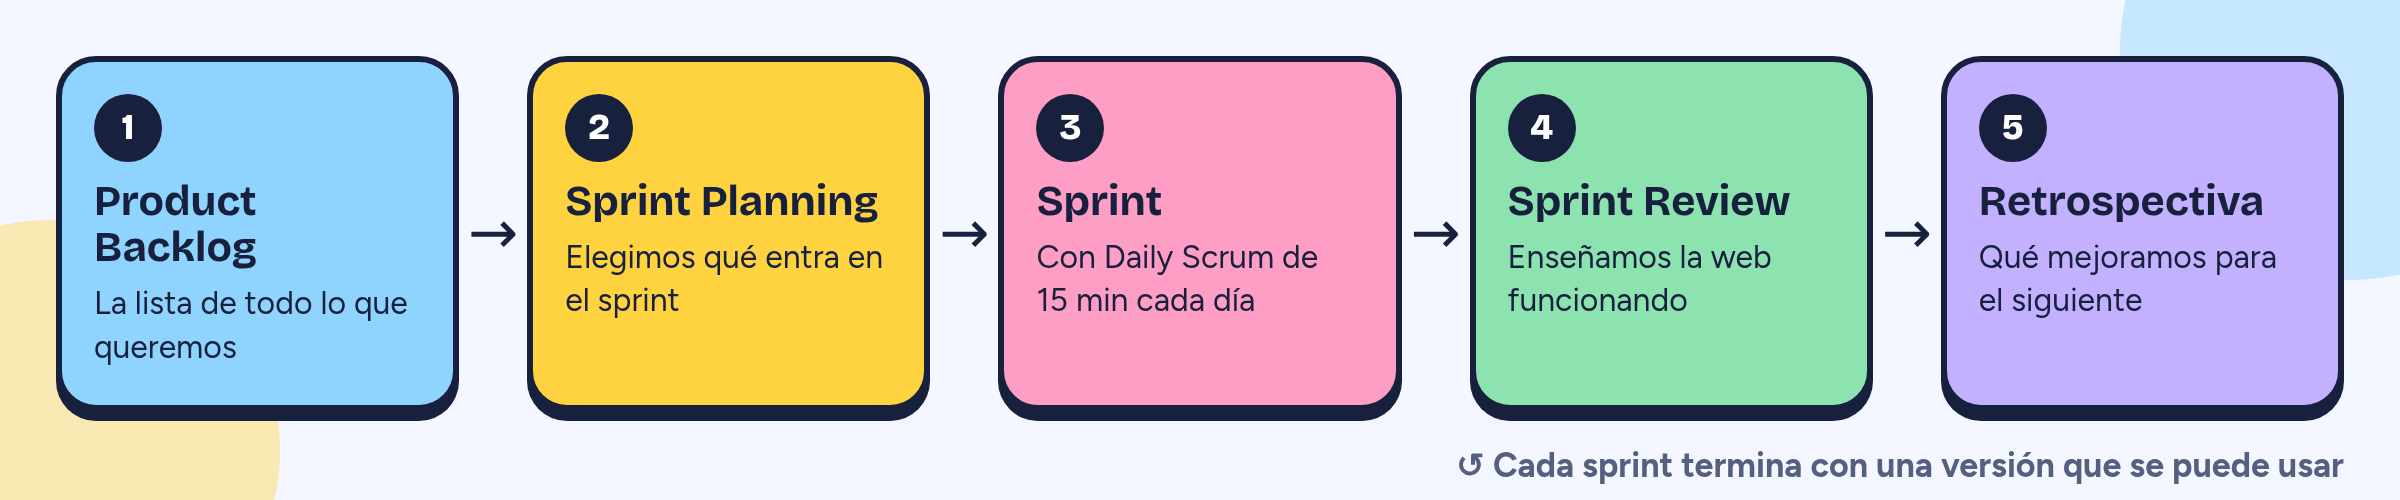 1
Product
Backlog
La lista de todo lo que
queremos
→
2
Sprint Planning
Elegimos qué entra en
el sprint
→
3
Sprint
Con Daily Scrum de
15 min cada día
→
4
Sprint Review
Enseñamos la web
funcionando
→
5
Retrospectiva
Qué mejoramos para
el siguiente
↺ Cada sprint termina con una versión que se puede usar